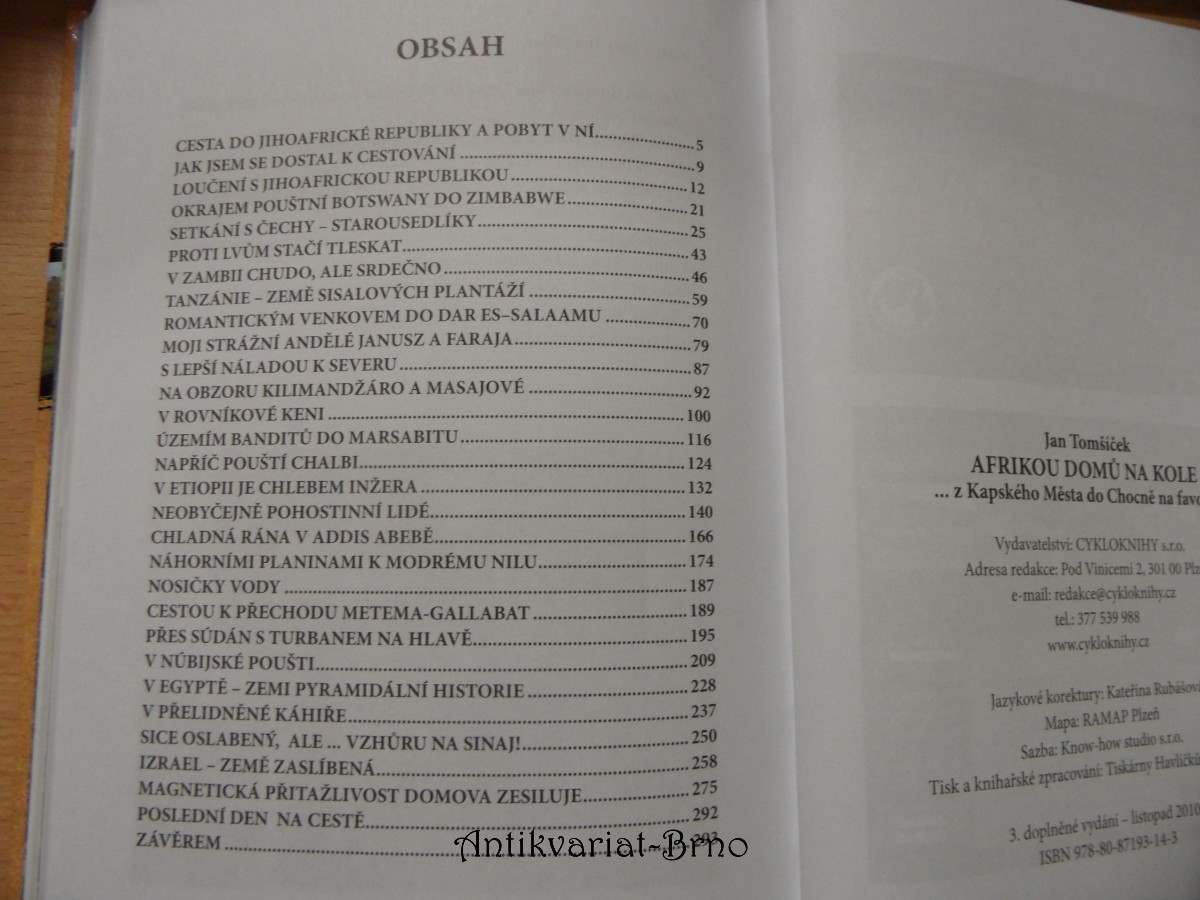 OBSAH
CESTA DO JIHOAFRICKÉ REPUBLIKY A POBYT V NÍ..........5
JAK JSEM SE DOSTAL K CESTOVÁNÍ..........9
LOUČENÍ S JIHOAFRICKOU REPUBLIKOU..........12
OKRAJEM POUŠTNÍ BOTSWANY DO ZIMBABWE..........21
SETKÁNÍ S ČECHY – STAROUSEDLÍKY..........25
PROTI LVŮM STAČÍ TLESKAT..........43
V ZAMBII CHUDO, ALE SRDEČNO..........46
TANZÁNIE – ZEMĚ SISALOVÝCH PLANTÁŽÍ..........59
ROMANTICKÝM VENKOVEM DO DAR ES–SALAAMU..........70
MOJI STRÁŽNÍ ANDĚLÉ JANUSZ A FARAJA..........79
S LEPŠÍ NÁLADOU K SEVERU..........87
NA OBZORU KILIMANDŽÁRO A MASAJOVÉ..........92
V ROVNÍKOVÉ KENI..........100
ÚZEMÍM BANDITŮ DO MARSABITU..........116
NAPŘÍČ POUŠTÍ CHALBI..........124
V ETIOPII JE CHLEBEM INŽERA..........132
NEOBYČEJNĚ POHOSTINNÍ LIDÉ..........140
CHLADNÁ RÁNA V ADDIS ABEBĚ..........166
NÁHORNÍMI PLANINAMI K MODRÉMU NILU..........174
NOSIČKY VODY..........187
CESTOU K PŘECHODU METEMA-GALLABAT..........189
PŘES SÚDÁN S TURBANEM NA HLAVĚ..........195
V NÚBIJSKÉ POUŠTI..........209
V EGYPTĚ – ZEMI PYRAMIDÁLNÍ HISTORIE..........228
V PŘELIDNĚNÉ KÁHIŘE..........237
SICE OSLABENÝ, ALE ... VZHŮRU NA SINAJ!..........250
IZRAEL – ZEMĚ ZASLÍBENÁ..........258
MAGNETICKÁ PŘITAŽLIVOST DOMOVA ZESILUJE..........275
POSLEDNÍ DEN NA CESTĚ..........292
ZÁVĚREM..........
Antikvariat-Brno
Jan Tomšíček
AFRIKOU DOMŮ NA KOLE
... z Kapského Města do Chocně na favo
Vydavatelství: CYKLOKNIHY s.r.o.
Adresa redakce: Pod Vinicemi 2, 301 00 Plz
e-mail: redakce@cykloknihy.cz
tel.: 377 539 988
www.cykloknihy.cz
Jazykové korektury: Kateřina Rubášová
Mapa: RAMAP Plzeň
Sazba: Know-how studio s.r.o.
Tisk a knihařské zpracování: Tiskárny Havlíčků
3. doplněné vydání – listopad 2010
ISBN 978-80-87193-14-3